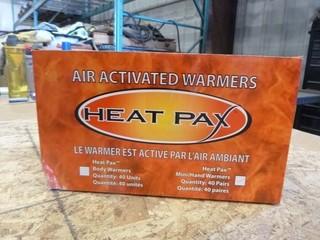 AIR ACTIVATED WARMERS
HEAT PAX
LE WARMER EST ACTIVE PAR L'AIR AMBIANT
Heat Pax™
Body Warmers
Quantity: 40 Units
Quantité: 40 unités
Heat Pax™
Mini/Hand Warmers
Quantity: 40 Pairs
Quantité: 40 paires